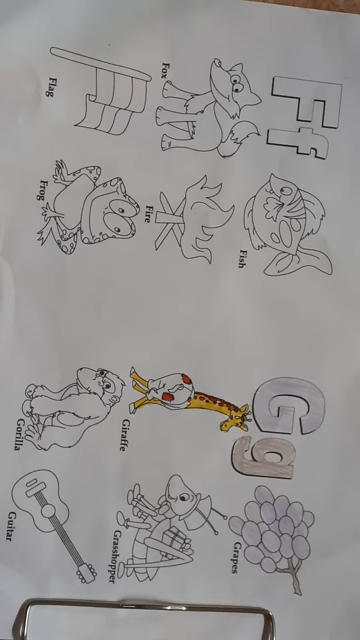 Ff
Fish
Fox
Fire
Flag
Frog
Gg
Grapes
Giraffe
Grasshopper
Gorilla
Guitar